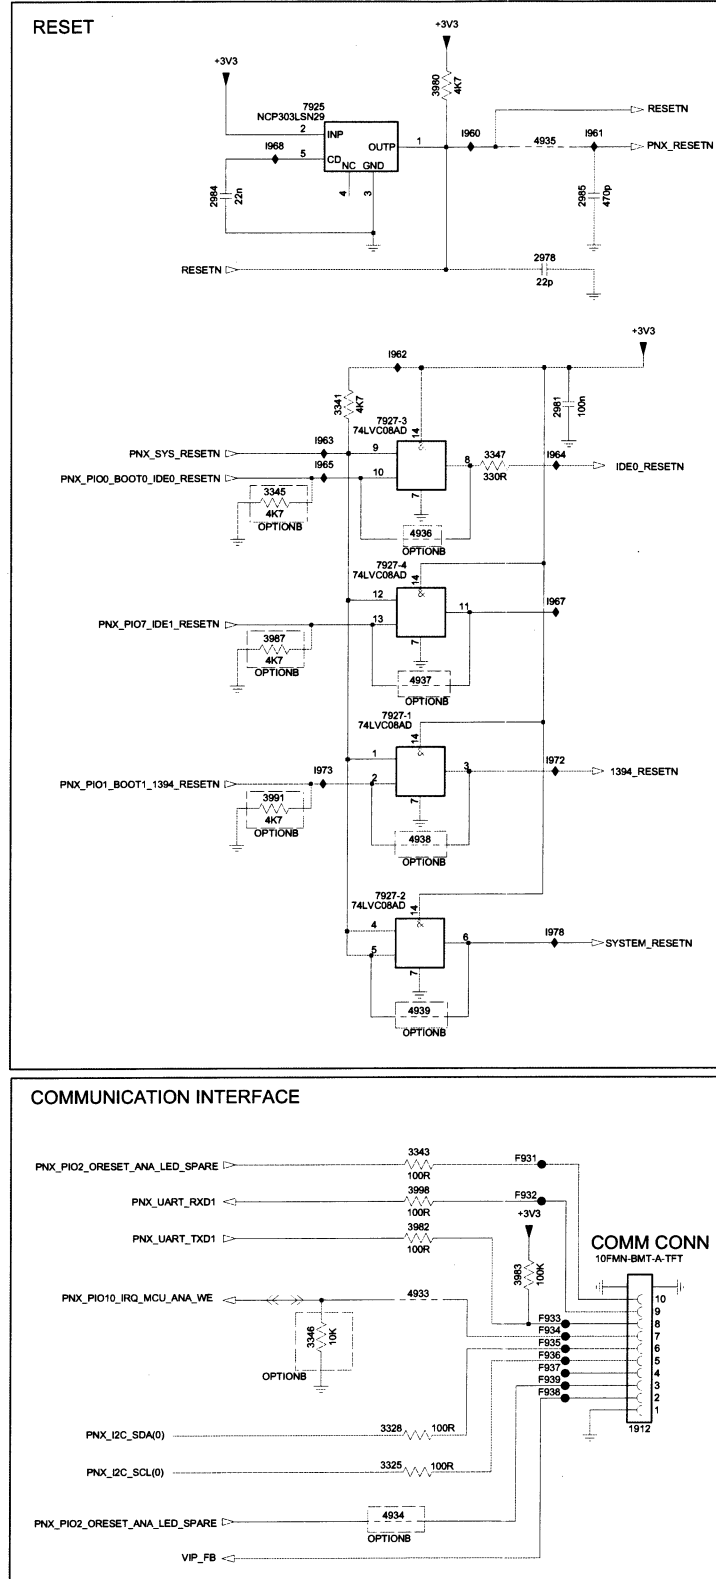 RESET
+3V3
+3V3
3980
4K7
7925
NCP303LSN29
2
INP
OUTP
1
I960
4935
I961
RESETN
PNX_RESETN
I968
5
CD
NC
GND
4
3
2984
22n
2985
470p
RESETN
2978
22p
+3V3
I962
3341
4K7
2981
100n
7927-3
74LVC08AD
14
&
PNX_SYS_RESETN
I963
9
PNX_PIO0_BOOT0_IDE0_RESETN
I965
10
8
3347
330R
I964
IDE0_RESETN
7
3345
4K7
OPTIONB
4936
OPTIONB
7927-4
74LVC08AD
14
&
12
PNX_PIO7_IDE1_RESETN
13
11
I967
7
3987
4K7
OPTIONB
4937
OPTIONB
7927-1
74LVC08AD
14
&
1
PNX_PIO1_BOOT1_1394_RESETN
I973
2
3
I972
1394_RESETN
7
3991
4K7
OPTIONB
4938
OPTIONB
7927-2
74LVC08AD
14
&
4
5
6
I978
SYSTEM_RESETN
7
4939
OPTIONB
COMMUNICATION INTERFACE
PNX_PIO2_ORESET_ANA_LED_SPARE
3343
100R
F931
PNX_UART_RXD1
3998
100R
F932
PNX_UART_TXD1
3982
100R
+3V3
3983
100K
COMM CONN
10FMN-BMT-A-TFT
PNX_PIO10_IRQ_MCU_ANA_WE
4933
3346
10K
OPTIONB
10
9
F933
8
F934
7
F935
6
F936
5
F937
4
F939
3
F938
2
1
1912
PNX_I2C_SDA(0)
3328
100R
PNX_I2C_SCL(0)
3325
100R
PNX_PIO2_ORESET_ANA_LED_SPARE
4934
OPTIONB
VIP_FB